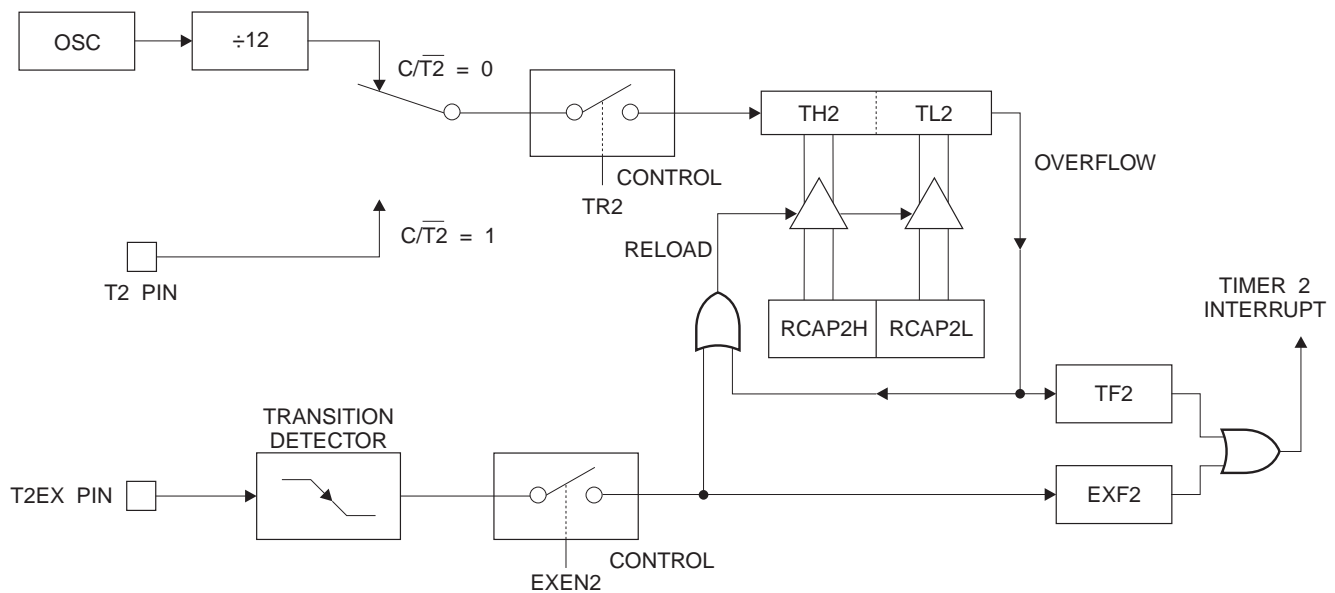 OSC
÷12
C/T2̅ = 0
TH2
TL2
OVERFLOW
CONTROL
TR2
C/T2̅ = 1
T2 PIN
RELOAD
RCAP2H
RCAP2L
TIMER 2
INTERRUPT
TF2
TRANSITION
DETECTOR
T2EX PIN
EXF2
CONTROL
EXEN2